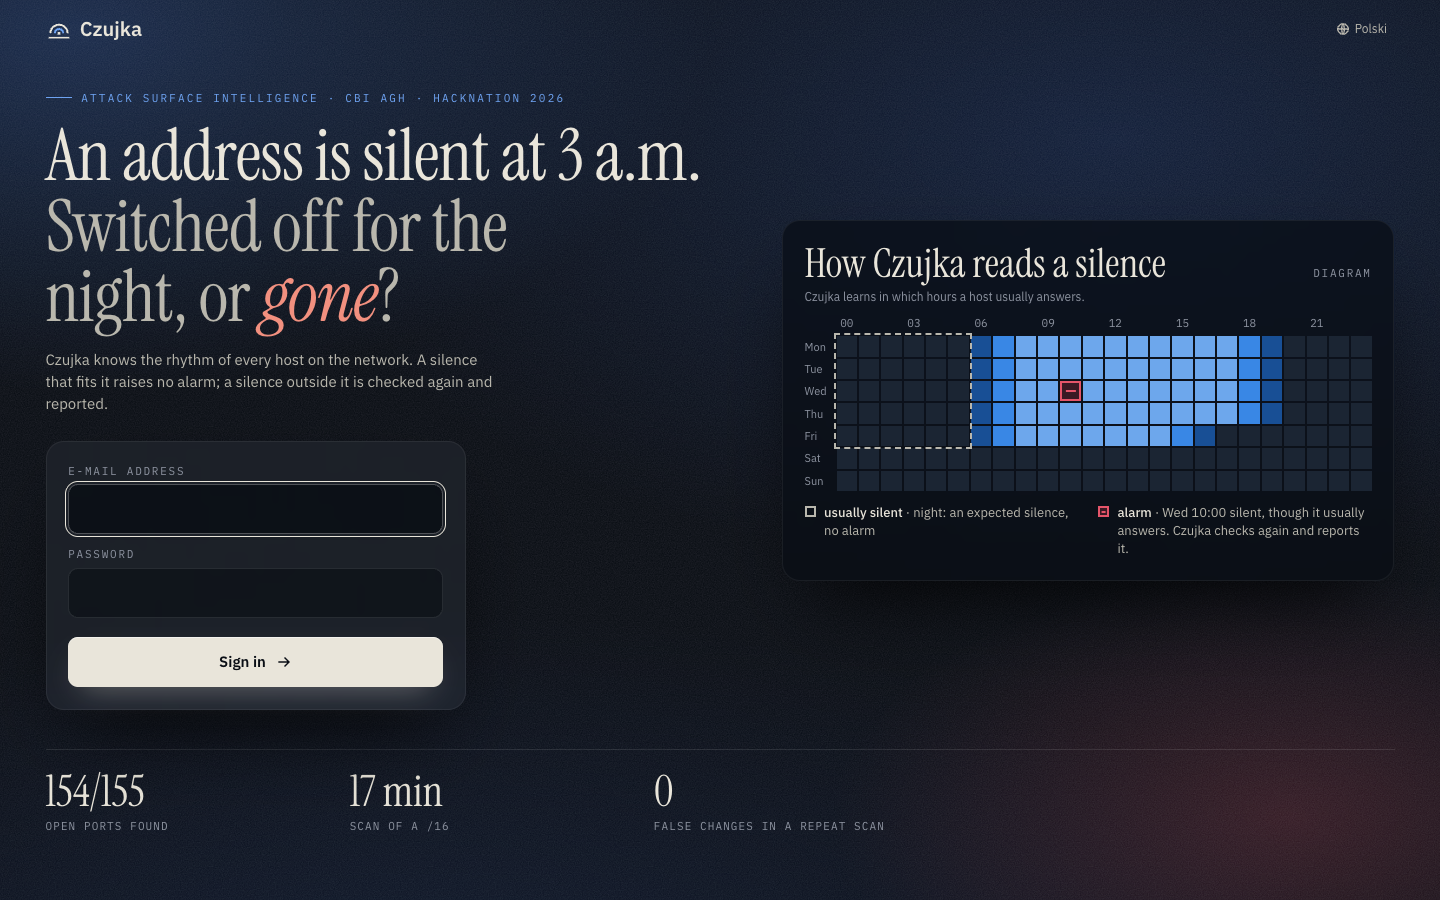 Czujka
Polski
ATTACK SURFACE INTELLIGENCE · CBI AGH · HACKNATION 2026
An address is silent at 3 a.m.
Switched off for the
night, or gone?
Czujka knows the rhythm of every host on the network. A silence
that fits it raises no alarm; a silence outside it is checked again and
reported.
E-MAIL ADDRESS
PASSWORD
Sign in →
How Czujka reads a silence
DIAGRAM
Czujka learns in which hours a host usually answers.
00 03 06 09 12 15 18 21
Mon
Tue
Wed
Thu
Fri
Sat
Sun
usually silent · night: an expected silence,
no alarm
alarm · Wed 10:00 silent, though it usually
answers. Czujka checks again and reports
it.
154/155
OPEN PORTS FOUND
17 min
SCAN OF A /16
0
FALSE CHANGES IN A REPEAT SCAN